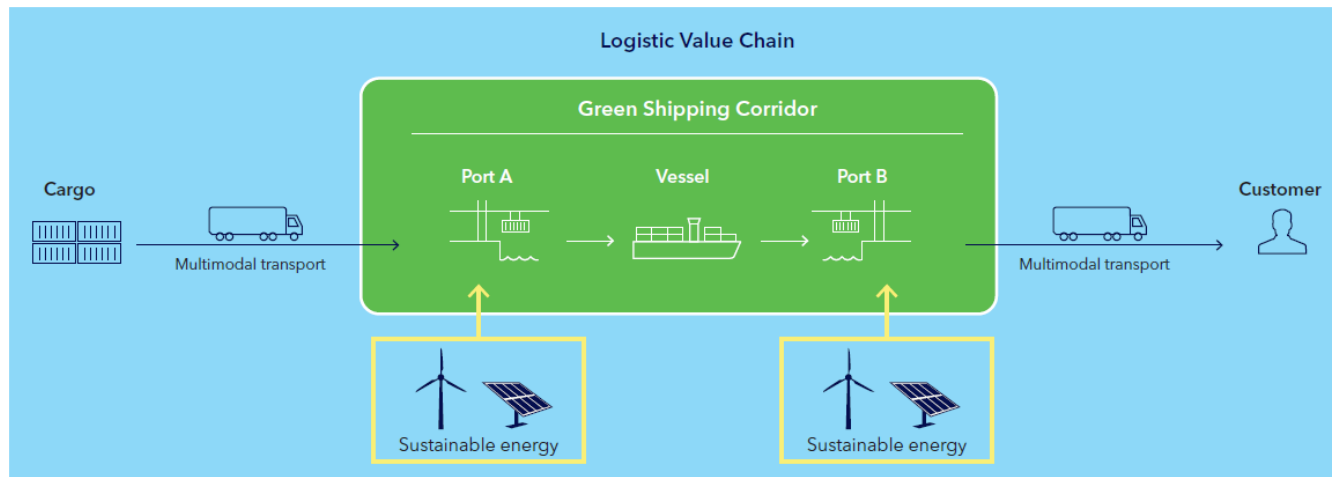 Logistic Value Chain
Green Shipping Corridor
Port A
Vessel
Port B
Cargo
Customer
Multimodal transport
Multimodal transport
Sustainable energy
Sustainable energy